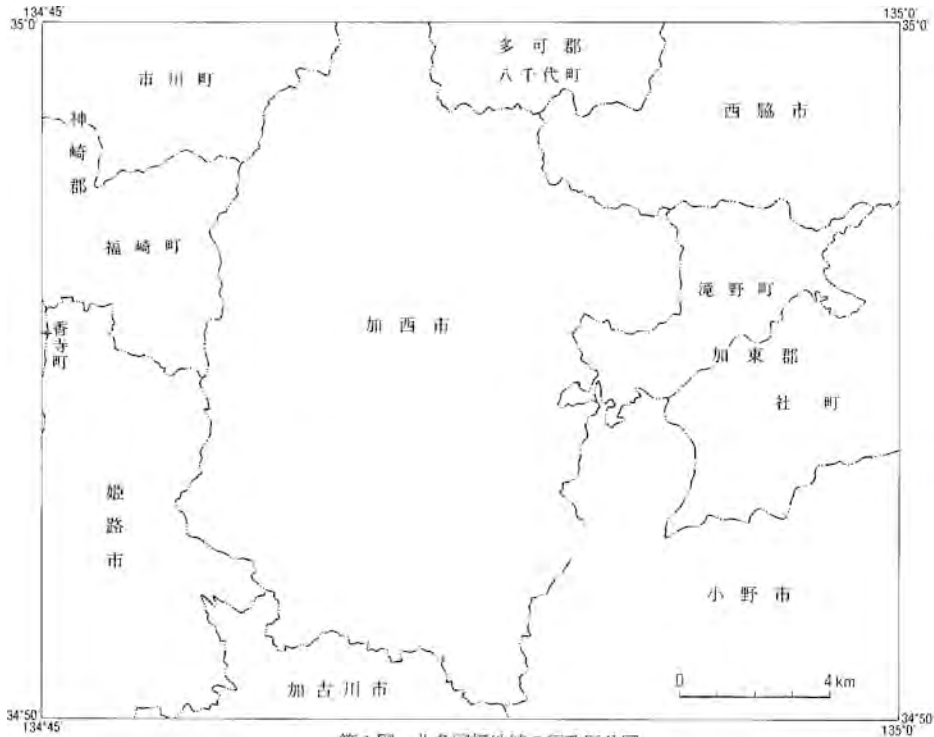 134°45′
135°0′
35°0′
35°0′
多可郡
八千代町
市川町
西脇市
神崎郡
福崎町
滝野町
加西市
香寺町
加東郡
社町
姫路市
小野市
加古川市
0 4km
34°50′
34°50′
134°45′
135°0′